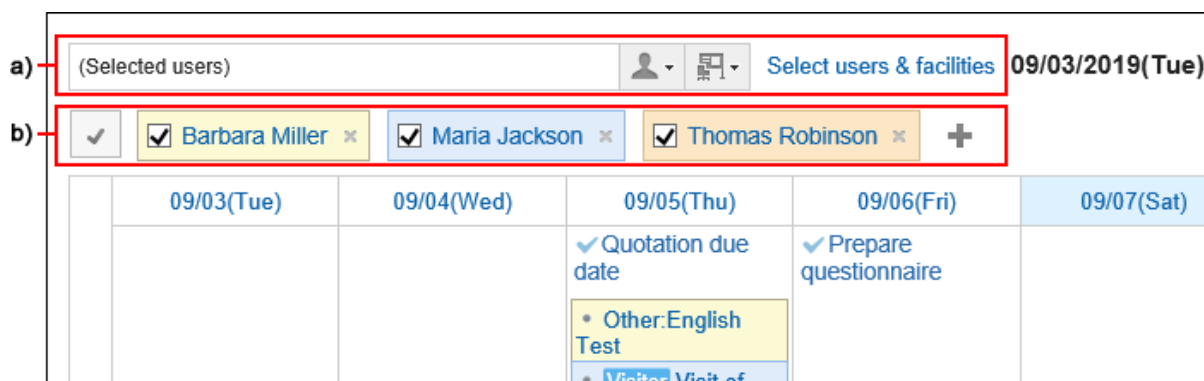 a)
(Selected users)
Select users & facilities
09/03/2019(Tue)
b)
Barbara Miller
Maria Jackson
Thomas Robinson
09/03(Tue)
09/04(Wed)
09/05(Thu)
09/06(Fri)
09/07(Sat)
Quotation due
date
Prepare
questionnaire
Other:English
Test
Visitor Visit of